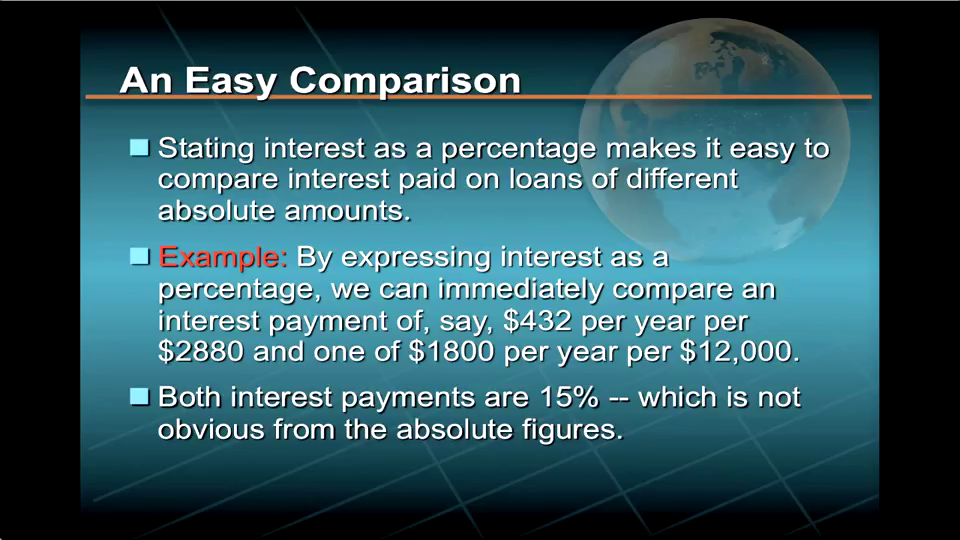 An Easy Comparison
Stating interest as a percentage makes it easy to
compare interest paid on loans of different
absolute amounts.
Example: By expressing interest as a
percentage, we can immediately compare an
interest payment of, say, $432 per year per
$2880 and one of $1800 per year per $12,000.
Both interest payments are 15% -- which is not
obvious from the absolute figures.